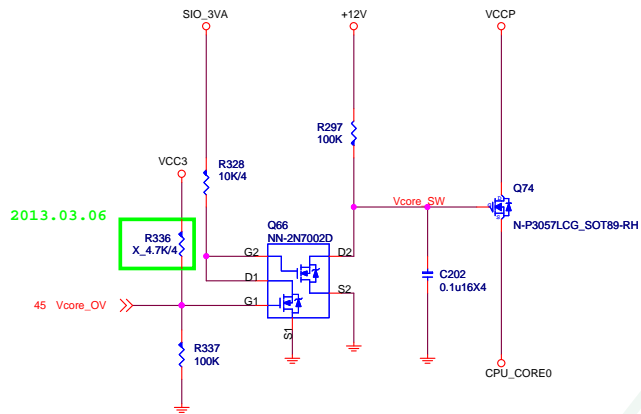 SIO_3VA
+12V
VCCP
R297
100K
VCC3
R328
10K/4
2013.03.06
Vcore_SW
Q74
R336
X_4.7K/4
Q66
NN-2N7002D
N-P3057LCG_SOT89-RH
G2
D2
D1
C202
0.1u16X4
S2
45 Vcore_OV
G1
S1
R337
100K
CPU_CORE0